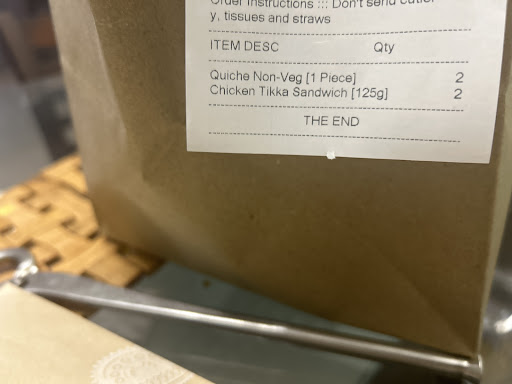 Order Instructions ::: Don't send cutler
y, tissues and straws
ITEM DESC Qty
Quiche Non-Veg [1 Piece] 2
Chicken Tikka Sandwich [125g] 2
THE END